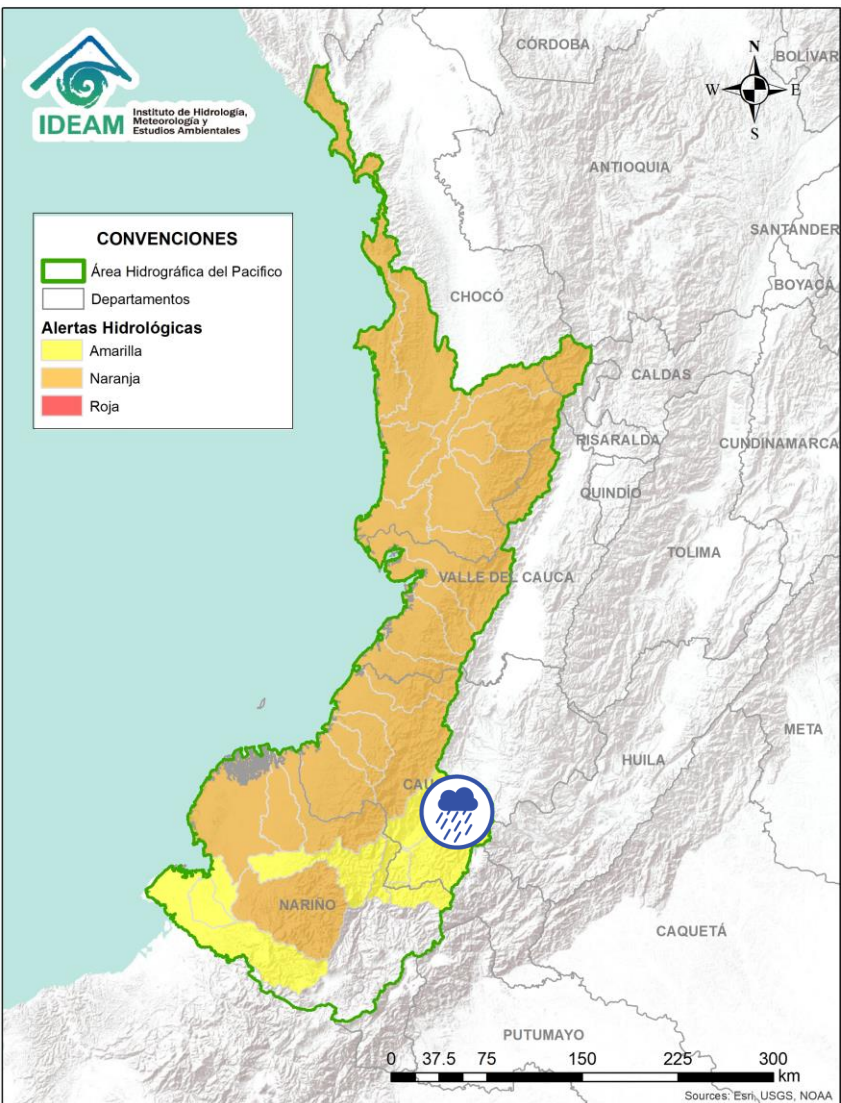 IDEAM
Instituto de Hidrología,
Meteorología y
Estudios Ambientales
N
W
E
S
CÓRDOBA
BOLÍVAR
ANTIOQUIA
SANTANDER
BOYACÁ
CHOCÓ
CALDAS
RISARALDA
CUNDINAMARCA
QUINDÍO
TOLIMA
VALLE DEL CAUCA
META
HUILA
CAU
NARIÑO
CAQUETÁ
PUTUMAYO
CONVENCIONES
Área Hidrográfica del Pacifico
Departamentos
Alertas Hidrológicas
Amarilla
Naranja
Roja
0 37.5 75 150 225 300
km
Sources: Esri, USGS, NOAA